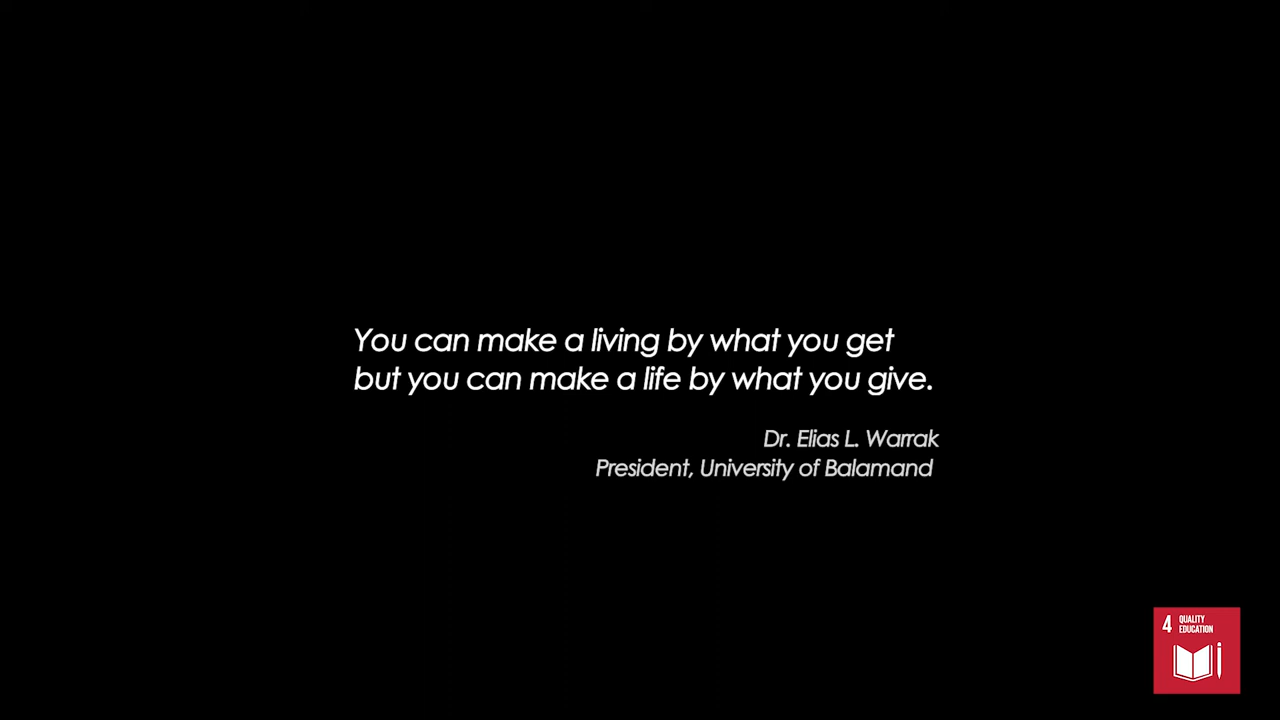 You can make a living by what you get
but you can make a life by what you give.
Dr. Elias L. Warrak
President, University of Balamand
4 QUALITY
EDUCATION